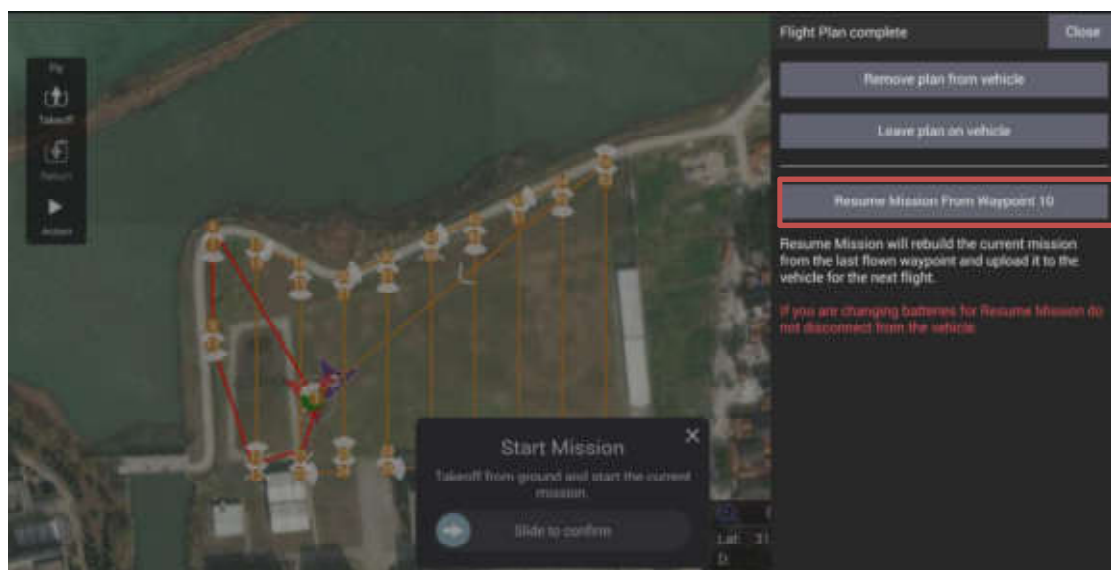 Fly
Takeoff
Return
Action
Start Mission
Takeoff from ground and start the current
mission.
Slide to confirm
Lat: 31
Flight Plan complete
Close
Remove plan from vehicle
Leave plan on vehicle
Resume Mission From Waypoint 10
Resume Mission will rebuild the current mission
from the last flown waypoint and upload it to the
vehicle for the next flight.
If you are changing batteries for Resume Mission do
not disconnect from the vehicle.